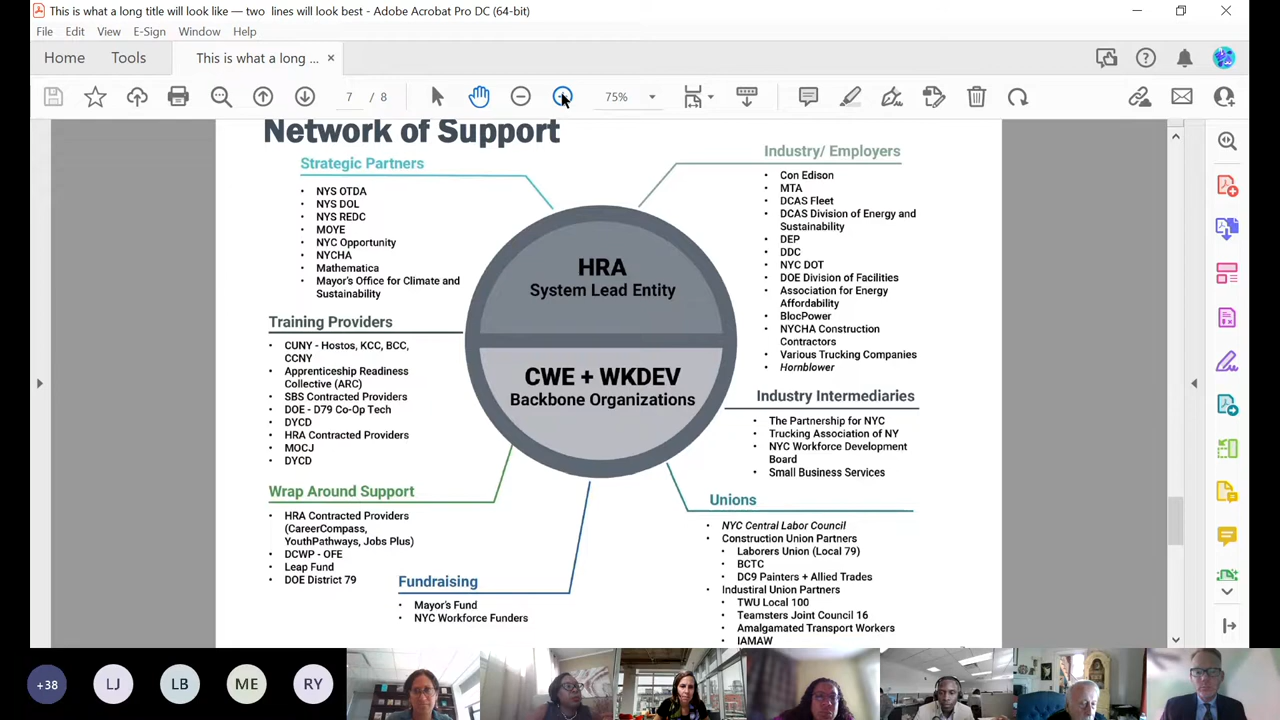 This is what a long title will look like — two lines will look best - Adobe Acrobat Pro DC (64-bit)
File Edit View E-Sign Window Help
Home Tools This is what a long ... ×
7 / 8 75%
Network of Support
Strategic Partners
• NYS OTDA
• NYS DOL
• NYS REDC
• MOYE
• NYC Opportunity
• NYCHA
• Mathematica
• Mayor's Office for Climate and
Sustainability
Training Providers
• CUNY - Hostos, KCC, BCC,
CCNY
• Apprenticeship Readiness
Collective (ARC)
• SBS Contracted Providers
• DOE - D79 Co-Op Tech
• DYCD
• HRA Contracted Providers
• MOCJ
• DYCD
Wrap Around Support
• HRA Contracted Providers
(CareerCompass,
YouthPathways, Jobs Plus)
• DCWP - OFE
• Leap Fund
• DOE District 79
Fundraising
• Mayor's Fund
• NYC Workforce Funders
HRA
System Lead Entity
CWE + WKDEV
Backbone Organizations
Industry/ Employers
• Con Edison
• MTA
• DCAS Fleet
• DCAS Division of Energy and
Sustainability
• DEP
• DDC
• NYC DOT
• DOE Division of Facilities
• Association for Energy
Affordability
• BlocPower
• NYCHA Construction
Contractors
• Various Trucking Companies
• Hornblower
Industry Intermediaries
• The Partnership for NYC
• Trucking Association of NY
• NYC Workforce Development
Board
• Small Business Services
Unions
• NYC Central Labor Council
• Construction Union Partners
• Laborers Union (Local 79)
• BCTC
• DC9 Painters + Allied Trades
• Industiral Union Partners
• TWU Local 100
• Teamsters Joint Council 16
• Amalgamated Transport Workers
• IAMAW
+38 LJ LB ME RY